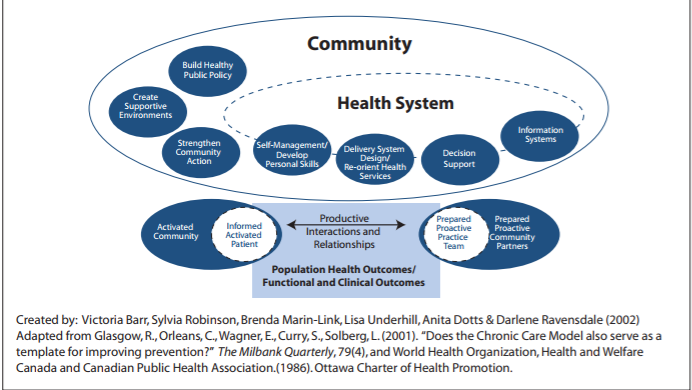 Community
Build Healthy
Public Policy
Create
Supportive
Environments
Strengthen
Community
Action
Health System
Self-Management/
Develop
Personal Skills
Delivery System
Design/
Re-orient Health
Services
Decision
Support
Information
Systems
Activated
Community
Informed
Activated
Patient
Productive
Interactions and
Relationships
Prepared
Proactive
Practice
Team
Prepared
Proactive
Community
Partners
Population Health Outcomes/
Functional and Clinical Outcomes
Created by: Victoria Barr, Sylvia Robinson, Brenda Marin-Link, Lisa Underhill, Anita Dotts & Darlene Ravensdale (2002)
Adapted from Glasgow, R., Orleans, C., Wagner, E., Curry, S., Solberg, L. (2001). "Does the Chronic Care Model also serve as a
template for improving prevention?" The Milbank Quarterly, 79(4), and World Health Organization, Health and Welfare
Canada and Canadian Public Health Association.(1986). Ottawa Charter of Health Promotion.